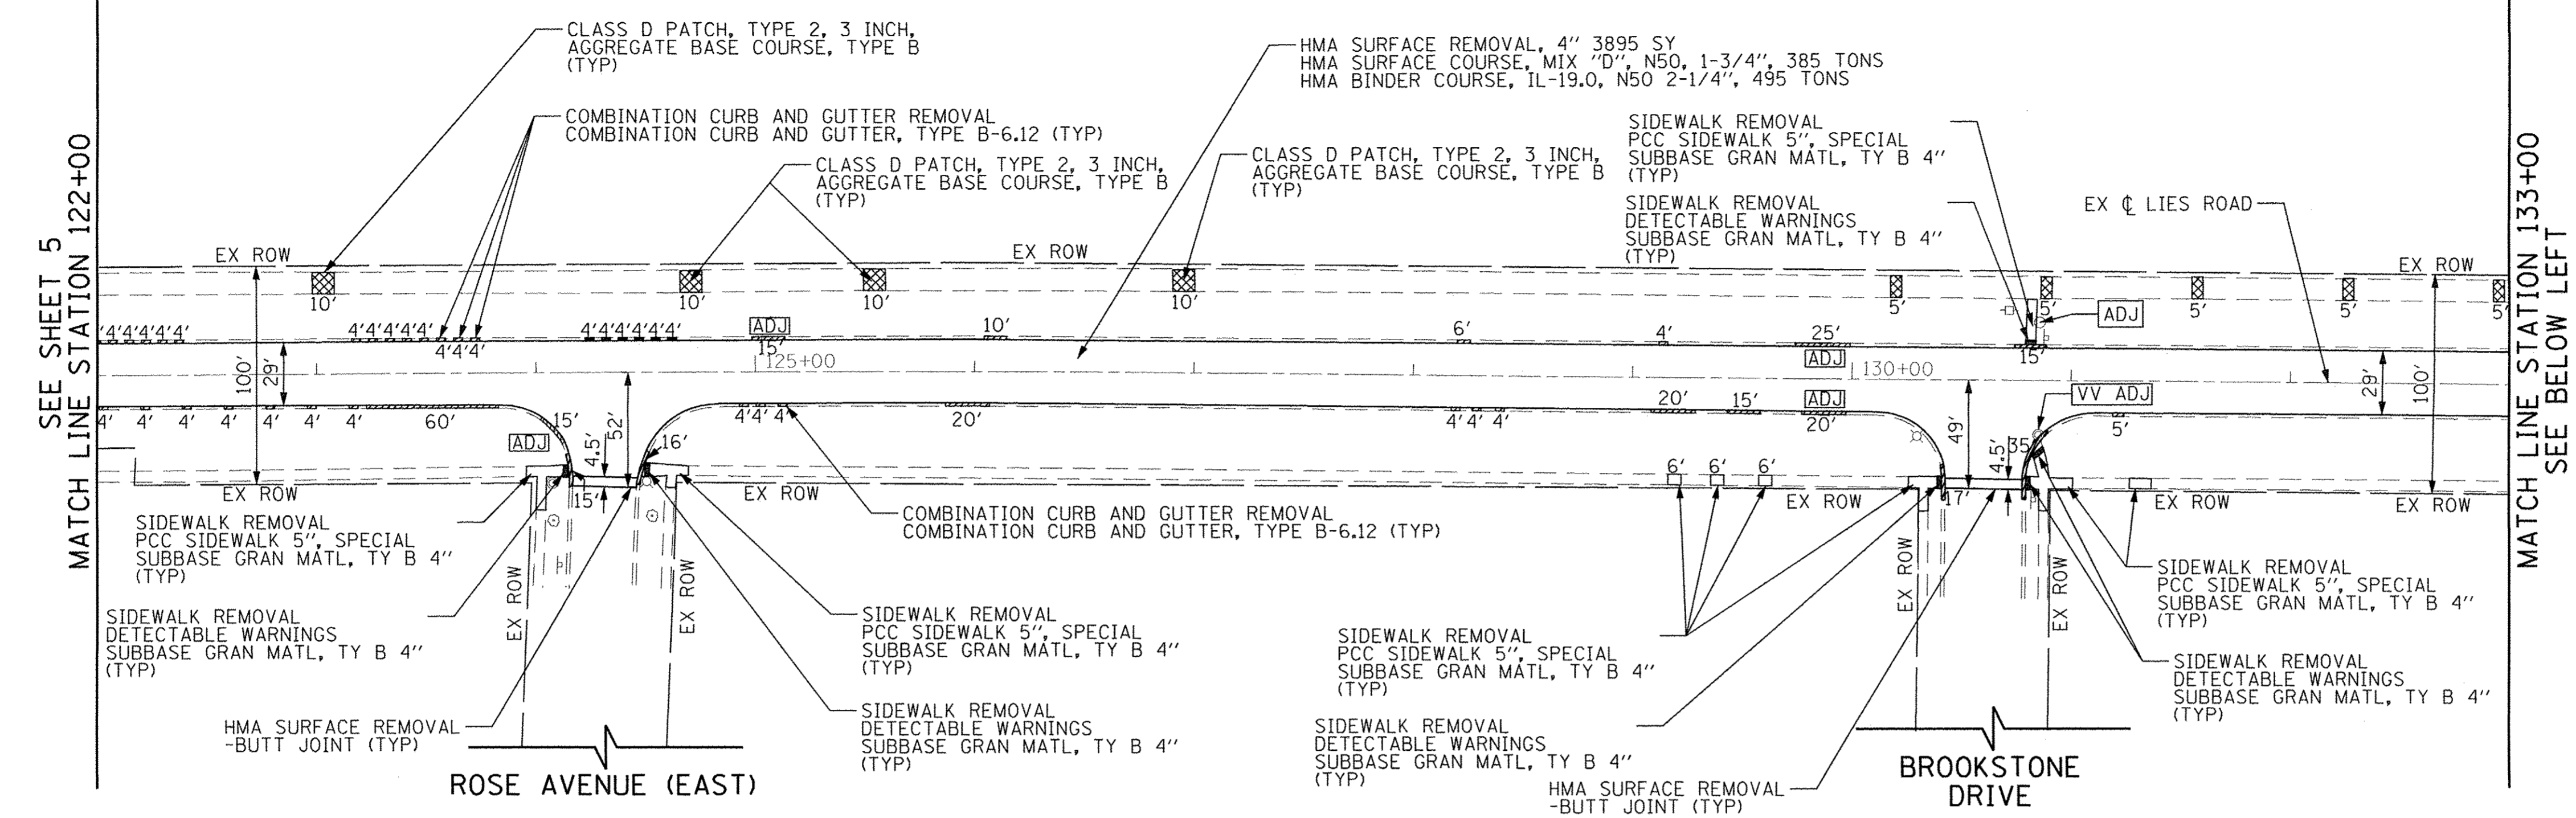 CLASS D PATCH, TYPE 2, 3 INCH,
AGGREGATE BASE COURSE, TYPE B
(TYP)
HMA SURFACE REMOVAL, 4" 3895 SY
HMA SURFACE COURSE, MIX "D", N50, 1-3/4", 385 TONS
HMA BINDER COURSE, IL-19.0, N50 2-1/4", 495 TONS
COMBINATION CURB AND GUTTER REMOVAL
COMBINATION CURB AND GUTTER, TYPE B-6.12 (TYP)
CLASS D PATCH, TYPE 2, 3 INCH,
AGGREGATE BASE COURSE, TYPE B
(TYP)
CLASS D PATCH, TYPE 2, 3 INCH,
AGGREGATE BASE COURSE, TYPE B
(TYP)
SIDEWALK REMOVAL
PCC SIDEWALK 5", SPECIAL
SUBBASE GRAN MATL, TY B 4"
(TYP)
SIDEWALK REMOVAL
DETECTABLE WARNINGS
SUBBASE GRAN MATL, TY B 4"
(TYP)
EX ℄ LIES ROAD
SEE SHEET 5
MATCH LINE STATION 122+00
MATCH LINE STATION 133+00
SEE BELOW LEFT
EX ROW
EX ROW
EX ROW
10'
10'
10'
10'
5'
5'
5'
5'
5'
4'4'4'4'4'4'
4'4'4'4'4'4'
4'4'4'
4'4'4'4'4'4'
ADJ
15'
10'
6'
4'
25'
ADJ
15'
ADJ
100'
29'
125+00
130+00
29'
100'
4'
4'
4'
4'
4'
4'
4'
60'
15'
ADJ
4.5'
52'
16'
15'
4'4' 4'
20'
4'4' 4'
20'
15'
ADJ
20'
49'
4.5'
35'
17'
VV ADJ
5'
6'
6'
6'
EX ROW
EX ROW
EX ROW
EX ROW
EX ROW
SIDEWALK REMOVAL
PCC SIDEWALK 5", SPECIAL
SUBBASE GRAN MATL, TY B 4"
(TYP)
SIDEWALK REMOVAL
DETECTABLE WARNINGS
SUBBASE GRAN MATL, TY B 4"
(TYP)
HMA SURFACE REMOVAL
-BUTT JOINT (TYP)
EX ROW
EX ROW
ROSE AVENUE (EAST)
COMBINATION CURB AND GUTTER REMOVAL
COMBINATION CURB AND GUTTER, TYPE B-6.12 (TYP)
SIDEWALK REMOVAL
PCC SIDEWALK 5", SPECIAL
SUBBASE GRAN MATL, TY B 4"
(TYP)
SIDEWALK REMOVAL
DETECTABLE WARNINGS
SUBBASE GRAN MATL, TY B 4"
(TYP)
SIDEWALK REMOVAL
PCC SIDEWALK 5", SPECIAL
SUBBASE GRAN MATL, TY B 4"
(TYP)
SIDEWALK REMOVAL
DETECTABLE WARNINGS
SUBBASE GRAN MATL, TY B 4"
(TYP)
HMA SURFACE REMOVAL
-BUTT JOINT (TYP)
EX ROW
EX ROW
BROOKSTONE
DRIVE
SIDEWALK REMOVAL
PCC SIDEWALK 5", SPECIAL
SUBBASE GRAN MATL, TY B 4"
(TYP)
SIDEWALK REMOVAL
DETECTABLE WARNINGS
SUBBASE GRAN MATL, TY B 4"
(TYP)